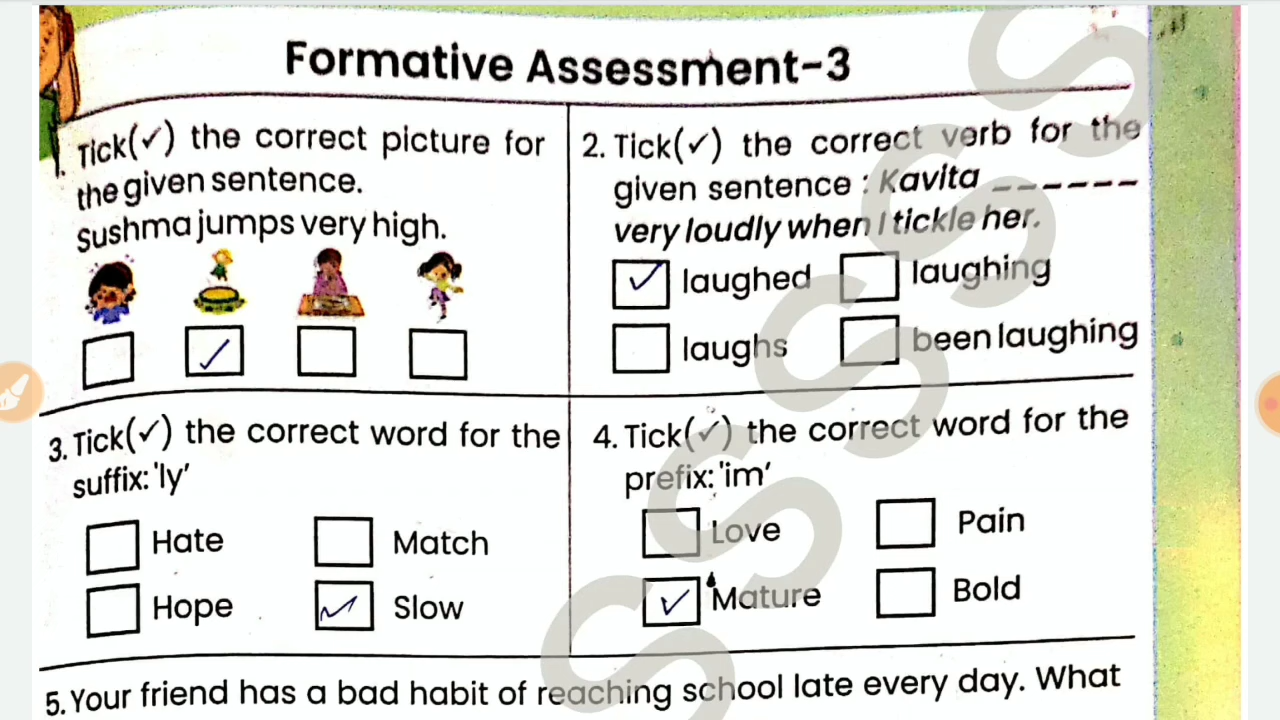 Formative Assessment-3
1. Tick(✓) the correct picture for
the given sentence.
Sushma jumps very high.
2. Tick(✓) the correct verb for the
given sentence : Kavita ------
very loudly when I tickle her.
✓ laughed laughing
laughs been laughing
3. Tick(✓) the correct word for the
suffix: 'ly'
Hate Match
Hope ✓ Slow
4. Tick(✓) the correct word for the
prefix: 'im'
Love Pain
✓ Mature Bold
5. Your friend has a bad habit of reaching school late every day. What
SSSSS